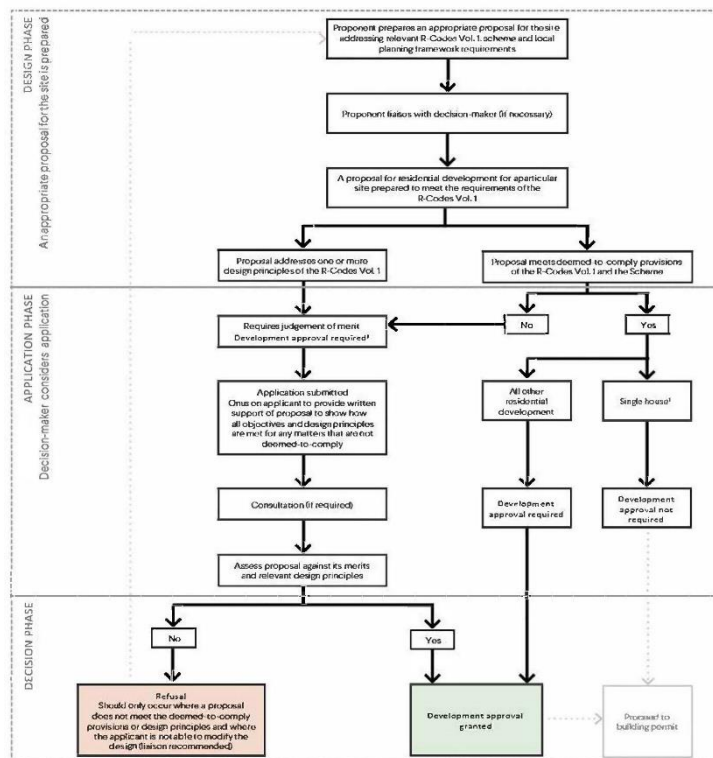 DESIGN PHASE
An appropriate proposal for the site is prepared
Proponent prepares an appropriate proposal for the site
addressing relevant R-Codes Vol. 1, scheme and local
planning framework requirements
Proponent liaises with decision-maker (if necessary)
A proposal for residential development for a particular
site prepared to meet the requirements of the
R-Codes Vol. 1
Proposal addresses one or more
design principles of the R-Codes Vol. 1
Proposal meets deemed-to-comply provisions
of the R-Codes Vol. 1 and the Scheme
APPLICATION PHASE
Decision-maker considers application
Requires judgement of merit
Development approval required¹
No
Yes
Application submitted
Onus on applicant to provide written
support of proposal to show how
all objectives and design principles
are met for any matters that are not
deemed-to-comply
All other
residential
development
Single house¹
Consultation (if required)
Development
approval required
Development
approval not
required
Assess proposal against its merits
and relevant design principles
DECISION PHASE
No
Yes
Refusal
Should only occur where a proposal
does not meet the deemed-to-comply
provisions or design principles and where
the applicant is not able to modify the
design (liaison recommended)
Development approval
granted
Proceed to
building permit